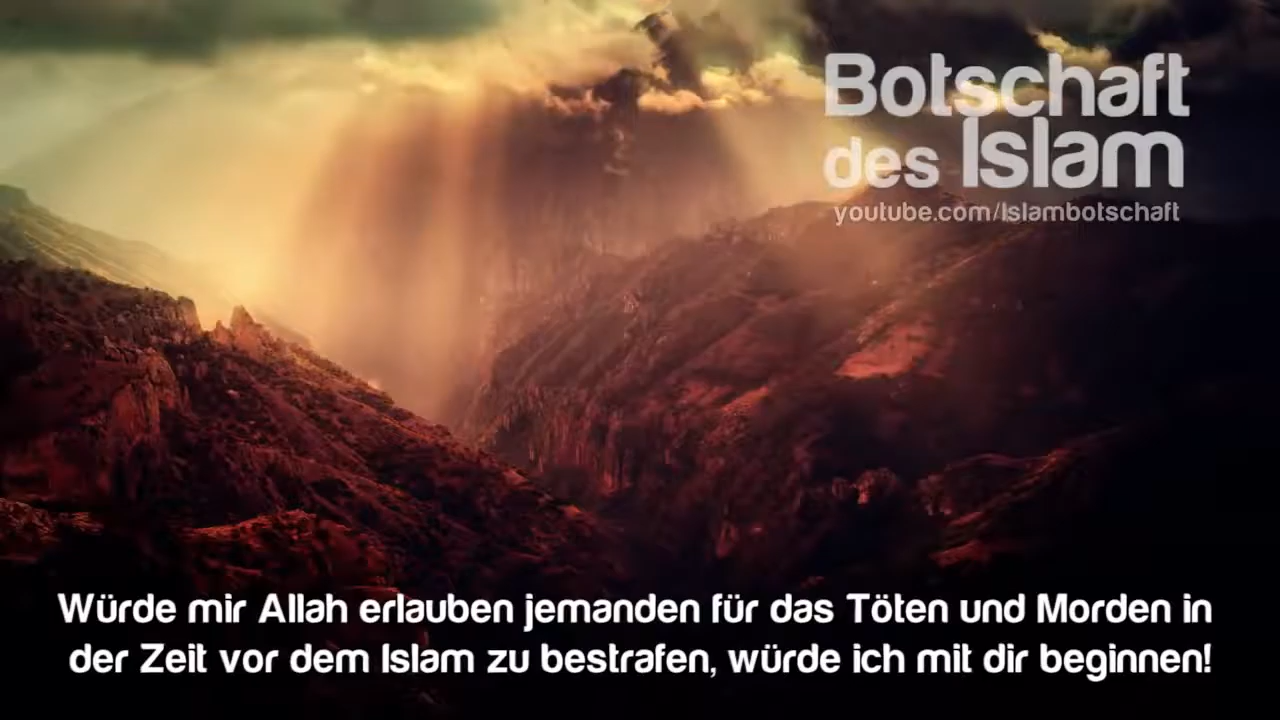 Botschaft
des Islam
youtube.com/Islambotschaft
Würde mir Allah erlauben jemanden für das Töten und Morden in
der Zeit vor dem Islam zu bestrafen, würde ich mit dir beginnen!